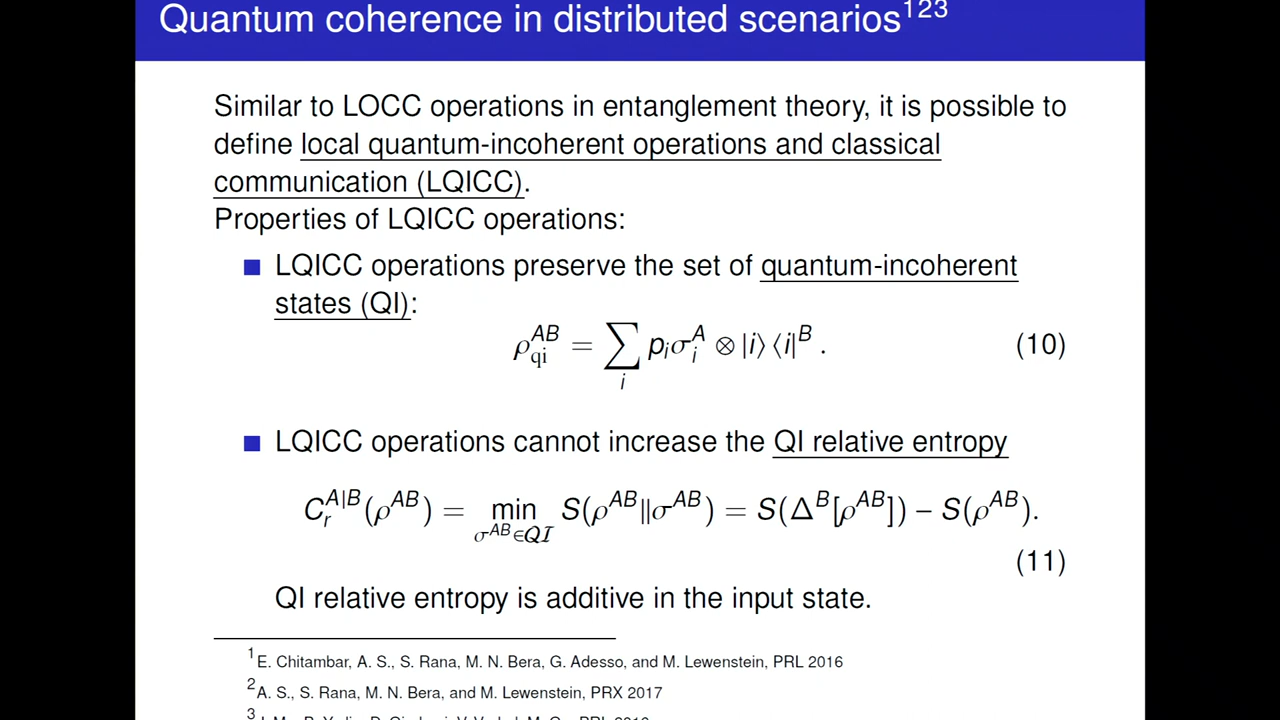 Quantum coherence in distributed scenarios¹²³
Similar to LOCC operations in entanglement theory, it is possible to
define local quantum-incoherent operations and classical
communication (LQICC).
Properties of LQICC operations:
LQICC operations preserve the set of quantum-incoherent
states (QI):
ρ_qi^{AB} = ∑_i p_i σ_i^A ⊗ |i⟩ ⟨i|^B . (10)
LQICC operations cannot increase the QI relative entropy
C_r^{A|B}(ρ^{AB}) = min_{σ^{AB}∈𝒬ℐ} S(ρ^{AB}||σ^{AB}) = S(Δ^B[ρ^{AB}]) – S(ρ^{AB}).
(11)
QI relative entropy is additive in the input state.
¹E. Chitambar, A. S., S. Rana, M. N. Bera, G. Adesso, and M. Lewenstein, PRL 2016
²A. S., S. Rana, M. N. Bera, and M. Lewenstein, PRX 2017
3